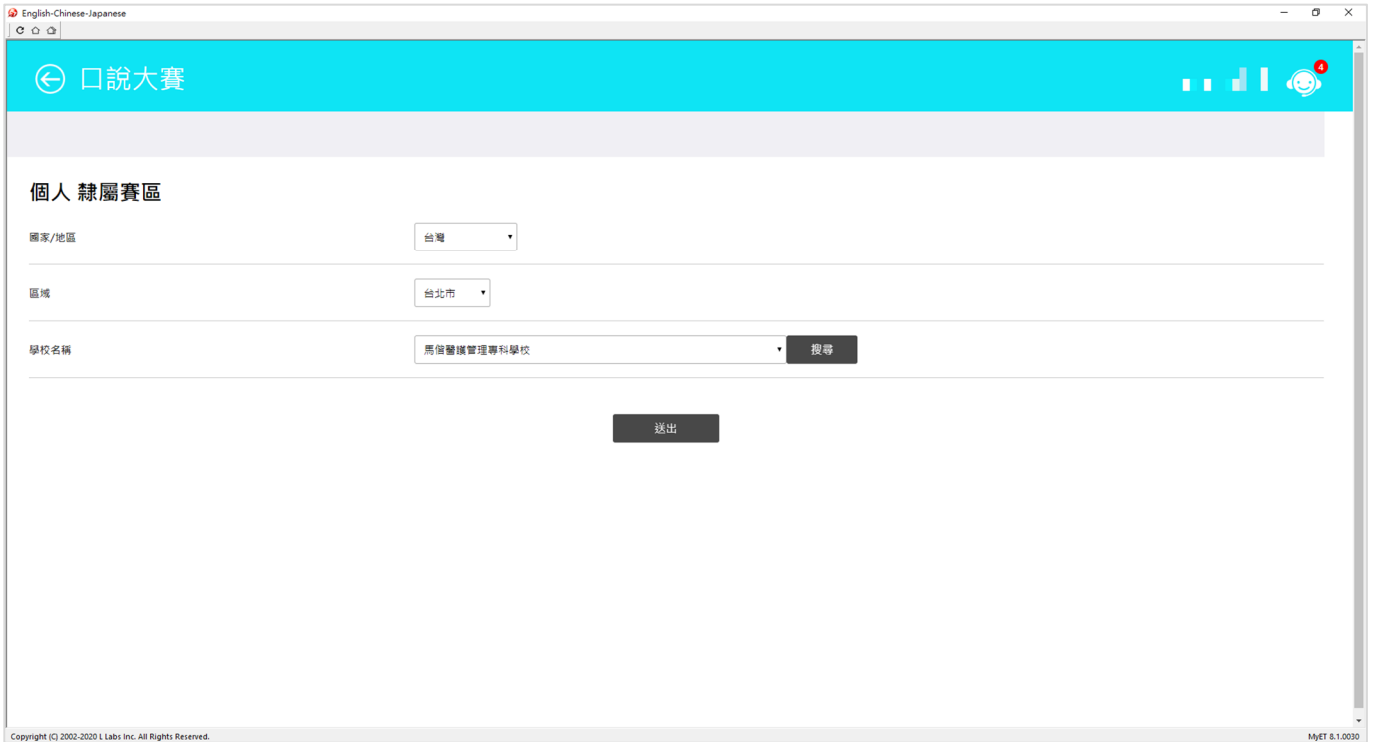 English-Chinese-Japanese
口說大賽
4
個人 隸屬賽區
國家/地區 台灣
區域 台北市
學校名稱 馬偕醫護管理專科學校 搜尋
送出
Copyright (C) 2002-2020 L Labs Inc. All Rights Reserved. MyET 8.1.0030